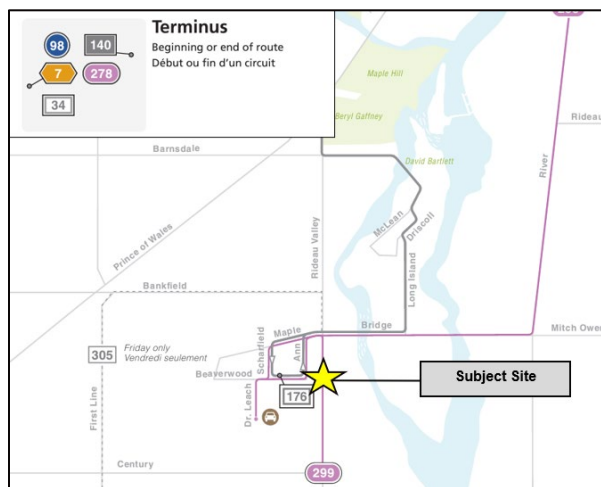 Terminus
Beginning or end of route
Début ou fin d'un circuit
98
140
7
278
34
Maple Hill
Beryl Gaffney
David Bartlett
Rideau
Barnsdale
River
McLean
Driscoll
Prince of Wales
Rideau Valley
Long Island
Bankfield
Bridge
Mitch Owen
Maple
Scharfield
Ann
305
Friday only
Vendredi seulement
Beaverwood
176
Subject Site
First Line
Dr. Leach
Century
299